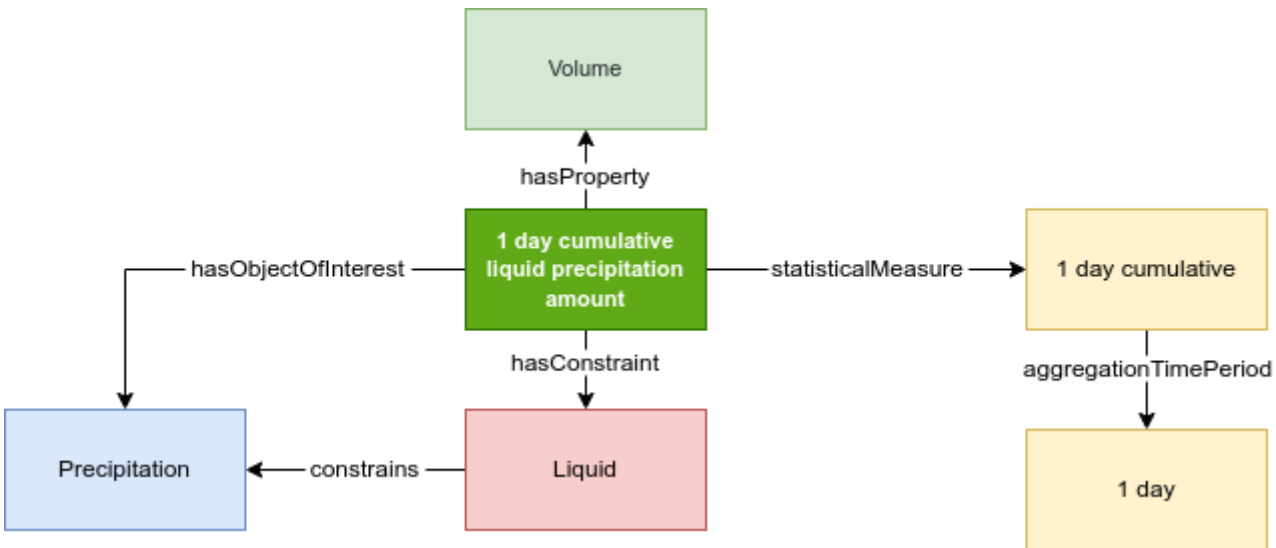 Volume
hasProperty
1 day cumulative
liquid precipitation
amount
hasObjectOfInterest
statisticalMeasure
1 day cumulative
hasConstraint
aggregationTimePeriod
Precipitation
constrains
Liquid
1 day